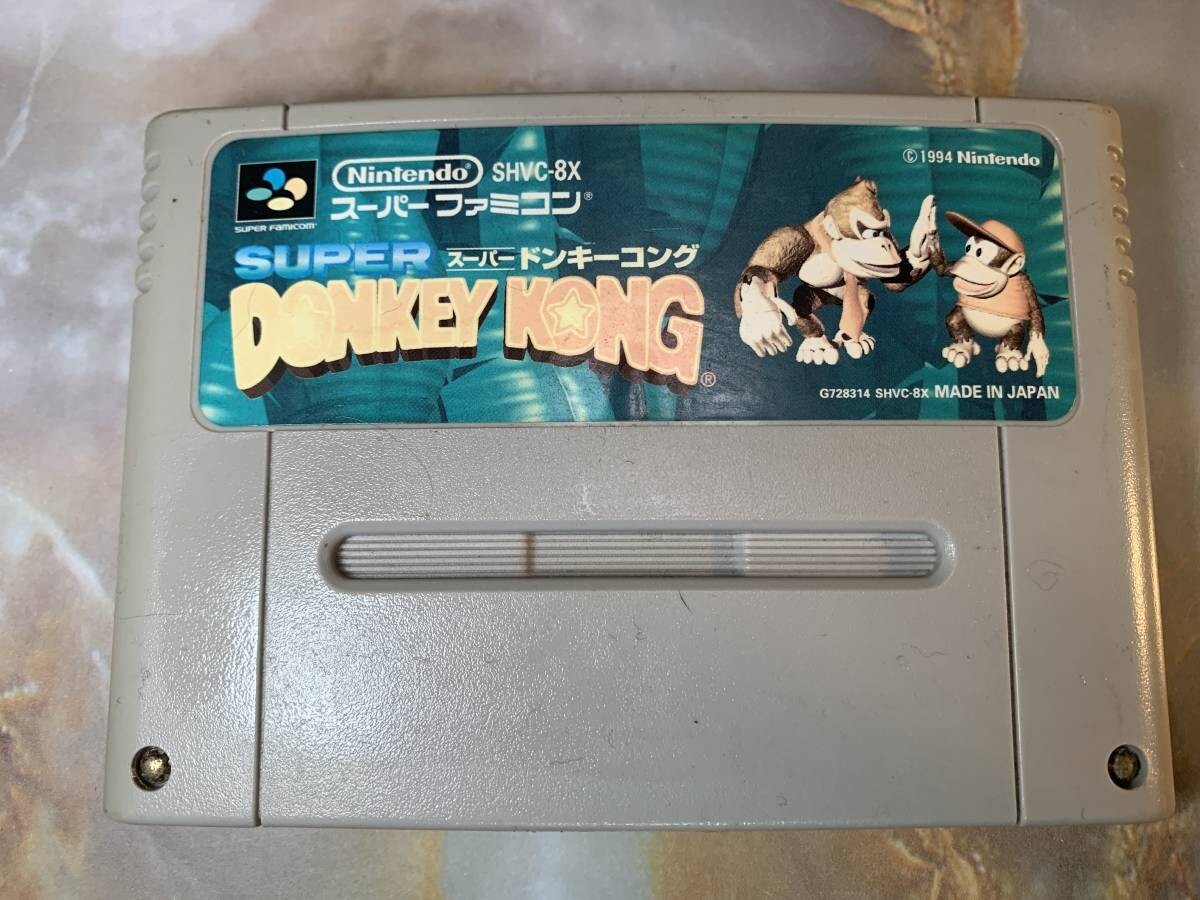 Nintendo® SHVC-8X
© 1994 Nintendo
スーパーファミコン®
SUPER FAMICOM™
SUPER スーパードンキーコング
DONKEY KONG®
G728314 SHVC-8X MADE IN JAPAN